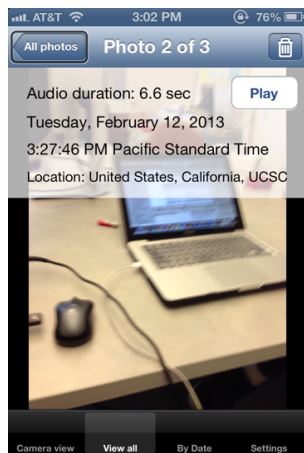 AT&T 3:02 PM 76%
All photos Photo 2 of 3
Audio duration: 6.6 sec Play
Tuesday, February 12, 2013
3:27:46 PM Pacific Standard Time
Location: United States, California, UCSC
Camera view View all By Date Settings